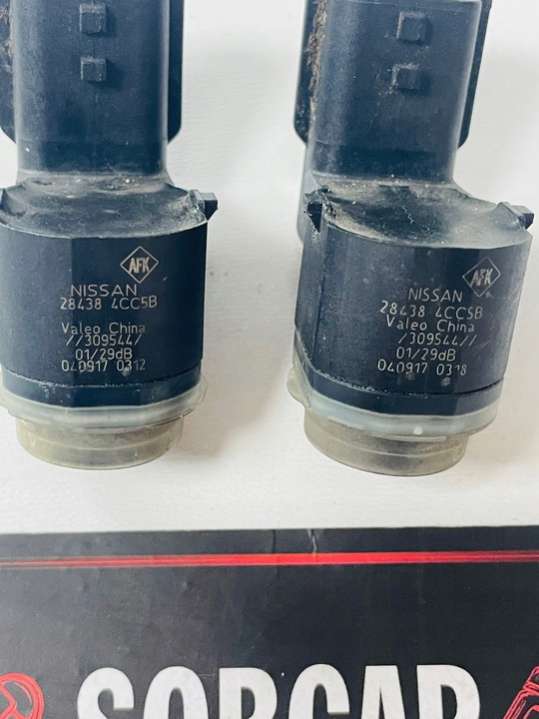 AFK
NISSAN
28438 4CC5B
Valeo China
//309544/
01/29dB
040917 0312
AFK
NISSAN
28438 4CC5B
Valeo China
/309544//
01/29dB
040917 0318
SORCAR